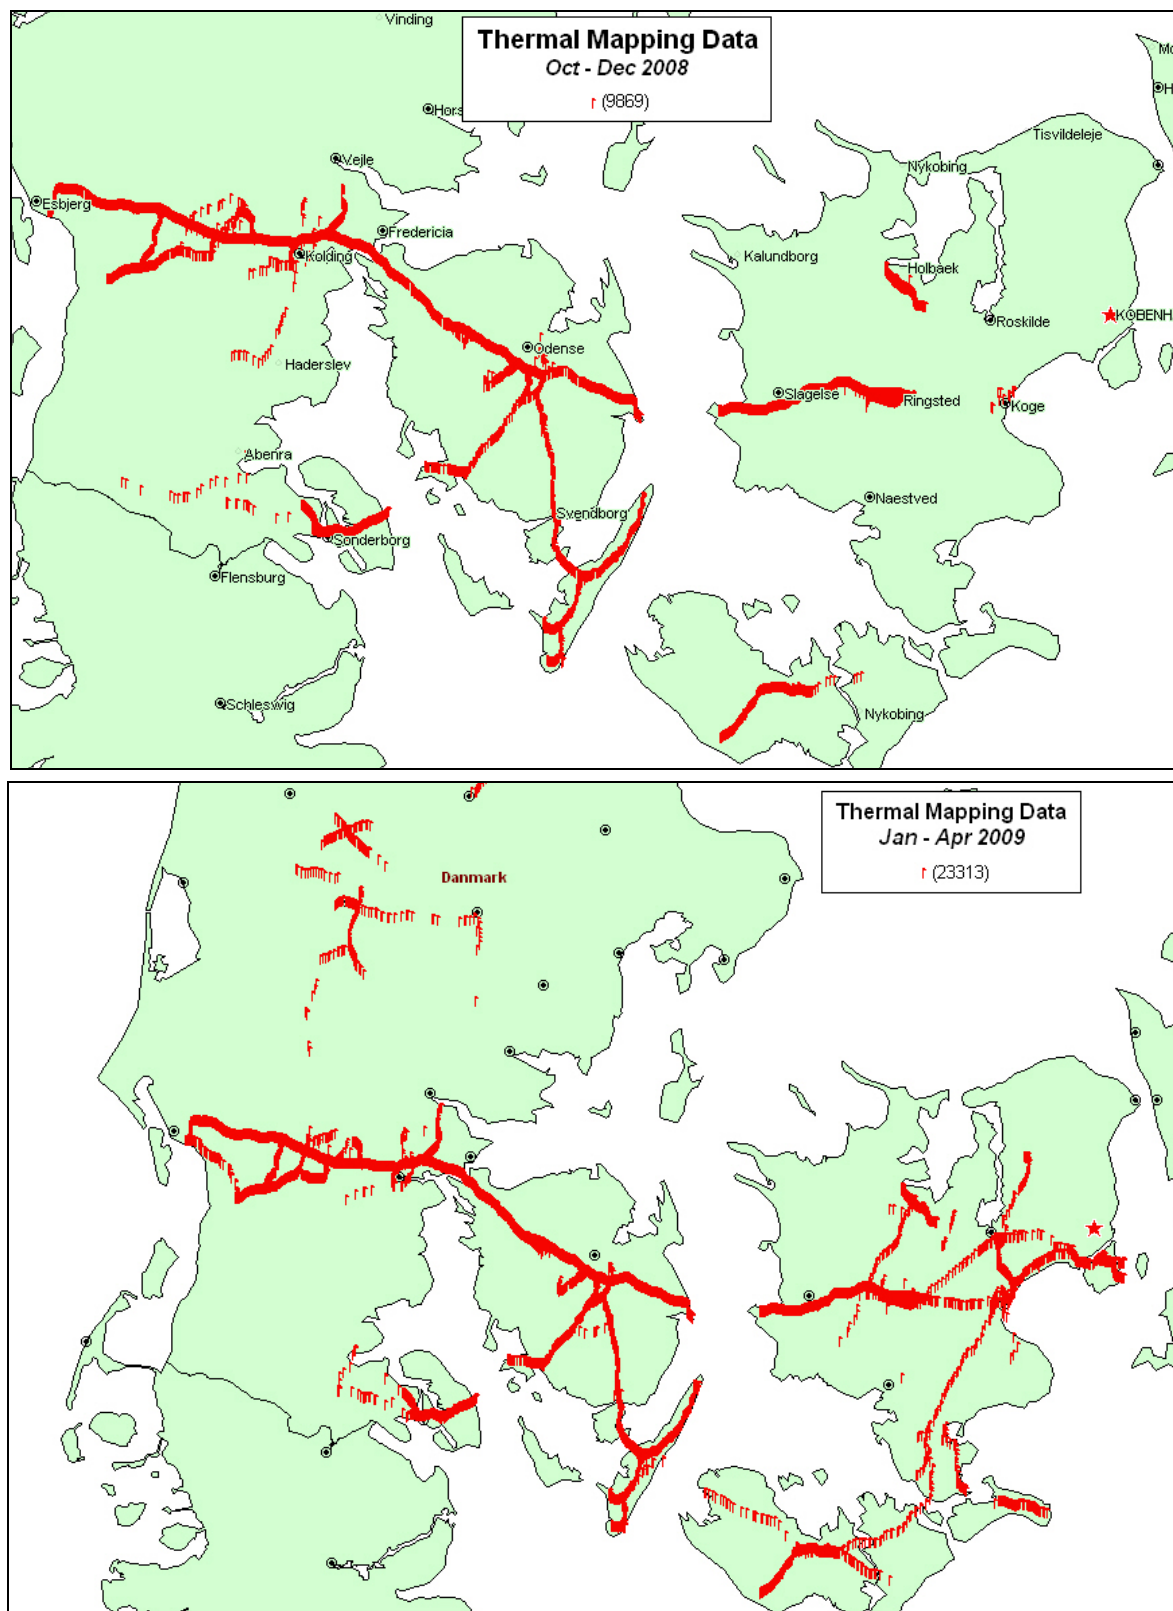 Vinding
Thermal Mapping Data
Oct - Dec 2008
(9869)
Mo
H
Hors
Tisvildeleje
Vejle
Nykobing
Esbjerg
Fredericia
Kolding
Kalundborg
Holbaek
Roskilde
KOBENH
Odense
Haderslev
Slagelse
Ringsted
Koge
Abenra
Naestved
Svendborg
Sonderborg
Flensburg
Schleswig
Nykobing
Thermal Mapping Data
Jan - Apr 2009
(23313)
Danmark